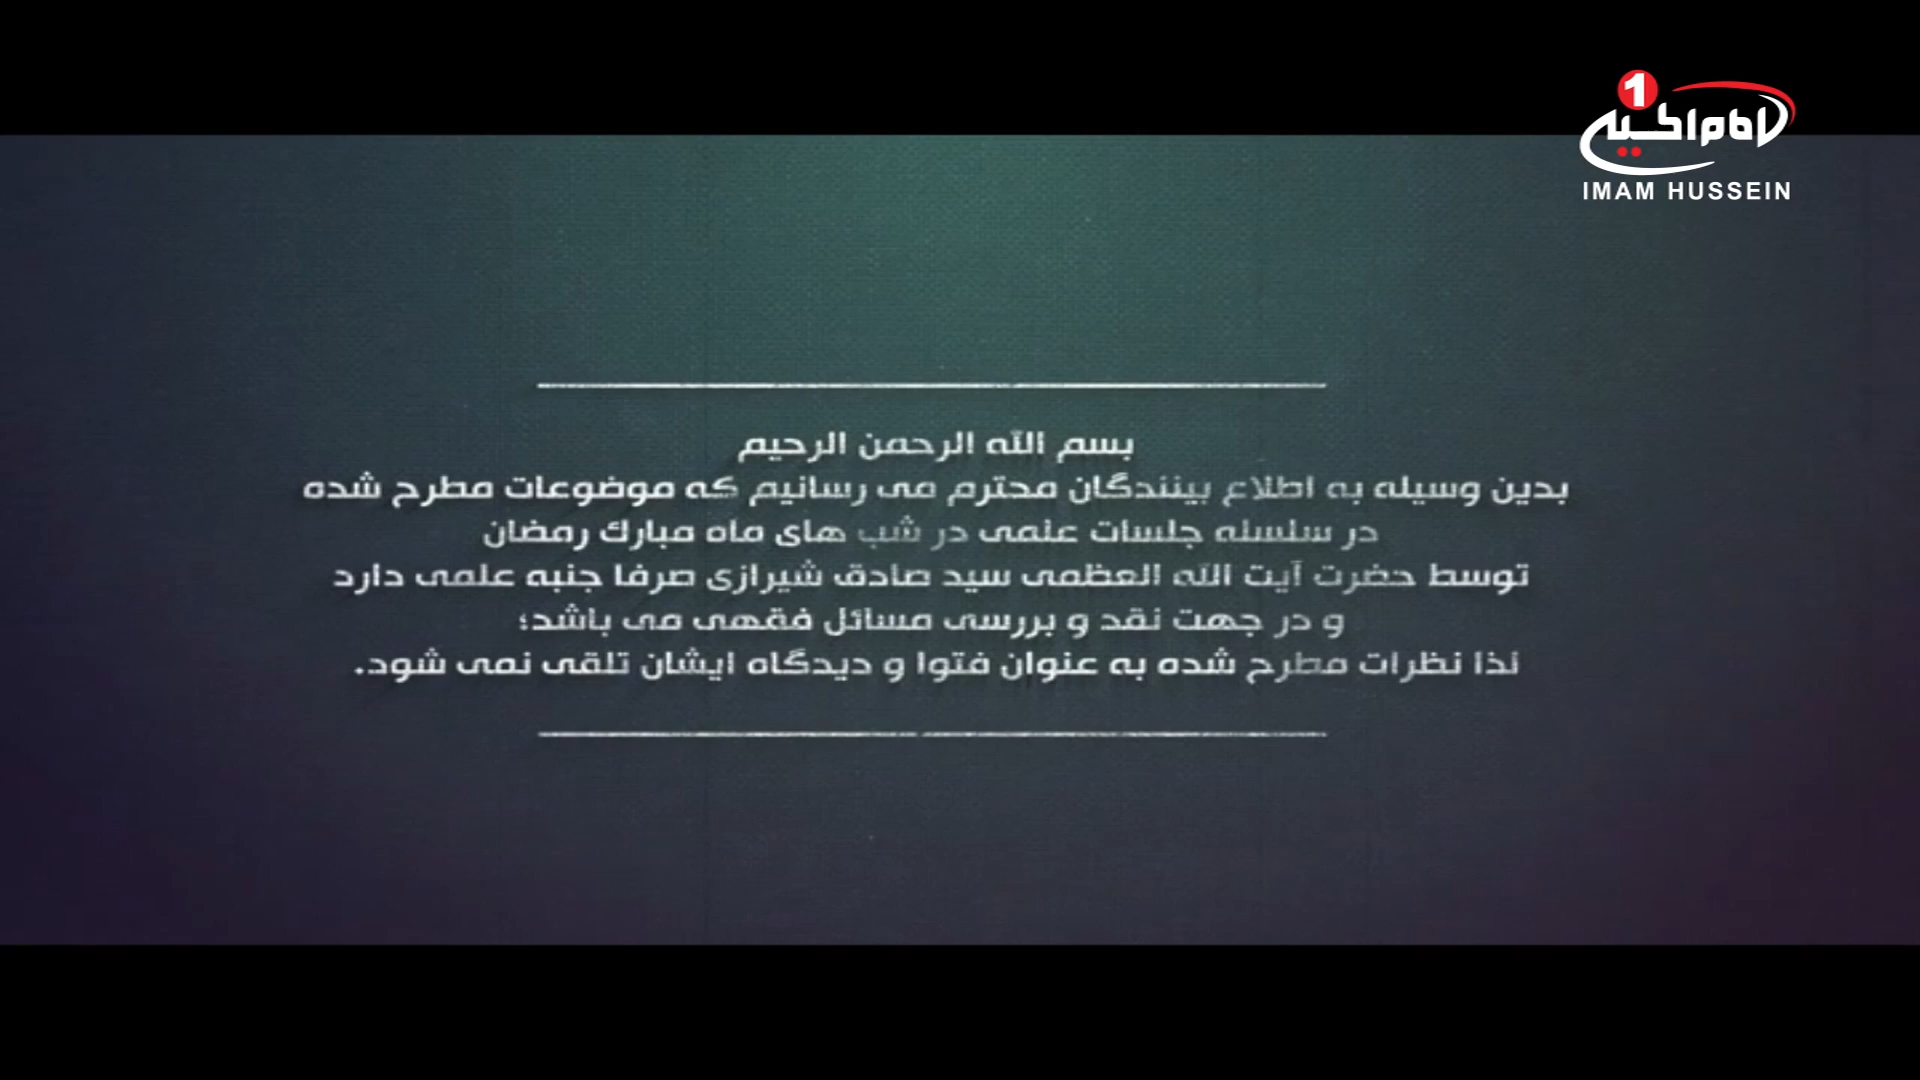 1
امام الحسین
IMAM HUSSEIN
بسم الله الرحمن الرحیم
بدین وسیله به اطلاع بینندگان محترم می رسانیم که موضوعات مطرح شده
در سلسله جلسات علمی در شب های ماه مبارك رمضان
توسط حضرت آیت الله العظمی سید صادق شیرازی صرفا جنبه علمی دارد
و در جهت نقد و بررسی مسائل فقهی می باشد؛
لذا نظرات مطرح شده به عنوان فتوا و دیدگاه ایشان تلقی نمی شود.